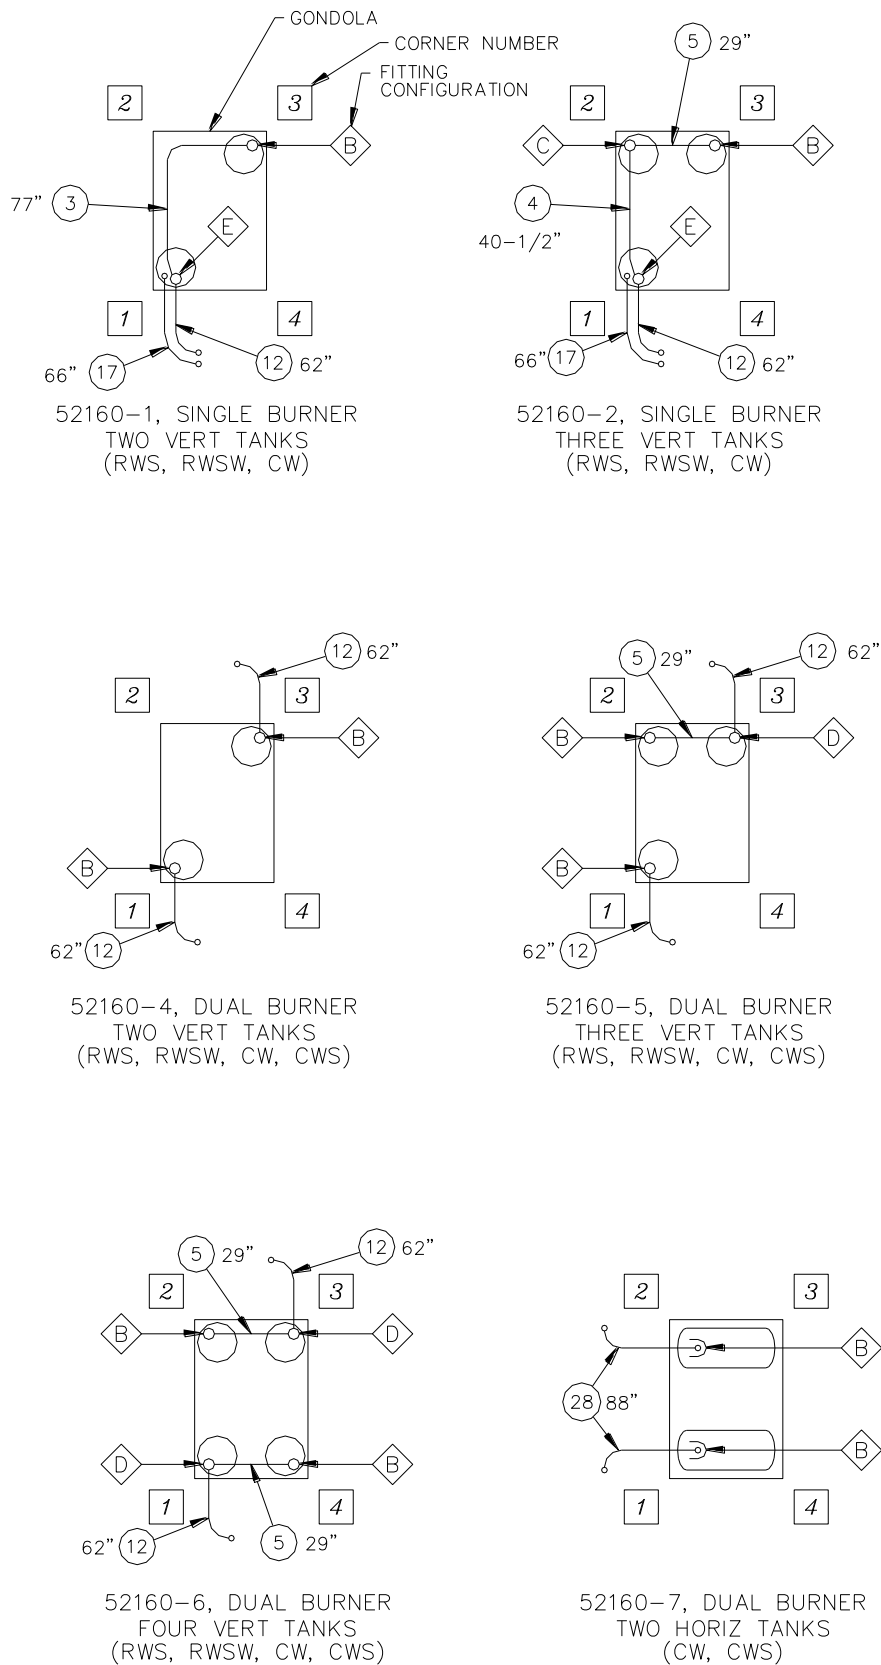 GONDOLA
CORNER NUMBER
FITTING
CONFIGURATION
2
3
B
77” 3
E
1
4
66” 17
12 62”
52160-1, SINGLE BURNER
TWO VERT TANKS
(RWS, RWSW, CW)
5 29”
2
3
C
B
4
40-1/2”
E
1
4
66” 17
12 62”
52160-2, SINGLE BURNER
THREE VERT TANKS
(RWS, RWSW, CW)
12 62”
2
3
B
B
1
4
62” 12
52160-4, DUAL BURNER
TWO VERT TANKS
(RWS, RWSW, CW, CWS)
5 29”
12 62”
2
3
B
D
B
1
4
62” 12
52160-5, DUAL BURNER
THREE VERT TANKS
(RWS, RWSW, CW, CWS)
5 29”
12 62”
2
3
B
D
D
B
1
4
62” 12
5 29”
52160-6, DUAL BURNER
FOUR VERT TANKS
(RWS, RWSW, CW, CWS)
2
3
B
28 88”
B
1
4
52160-7, DUAL BURNER
TWO HORIZ TANKS
(CW, CWS)